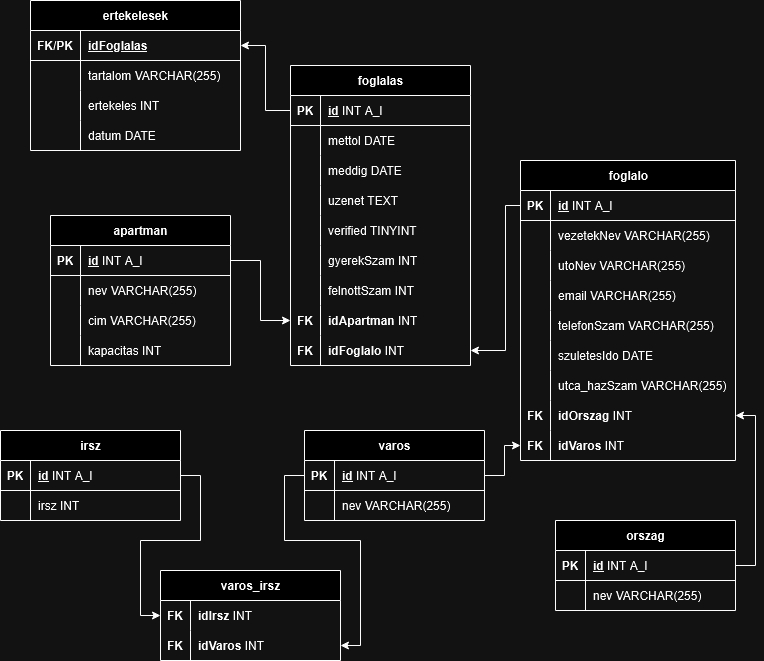 ertekelesek
FK/PK idFoglalas
tartalom VARCHAR(255)
ertekeles INT
datum DATE
foglalas
PK id INT A_I
mettol DATE
meddig DATE
uzenet TEXT
verified TINYINT
gyerekSzam INT
felnottSzam INT
FK idApartman INT
FK idFoglalo INT
foglalo
PK id INT A_I
vezetekNev VARCHAR(255)
utoNev VARCHAR(255)
email VARCHAR(255)
telefonSzam VARCHAR(255)
szuletesIdo DATE
utca_hazSzam VARCHAR(255)
FK idOrszag INT
FK idVaros INT
apartman
PK id INT A_I
nev VARCHAR(255)
cim VARCHAR(255)
kapacitas INT
irsz
PK id INT A_I
irsz INT
varos
PK id INT A_I
nev VARCHAR(255)
orszag
PK id INT A_I
nev VARCHAR(255)
varos_irsz
FK idIrsz INT
FK idVaros INT